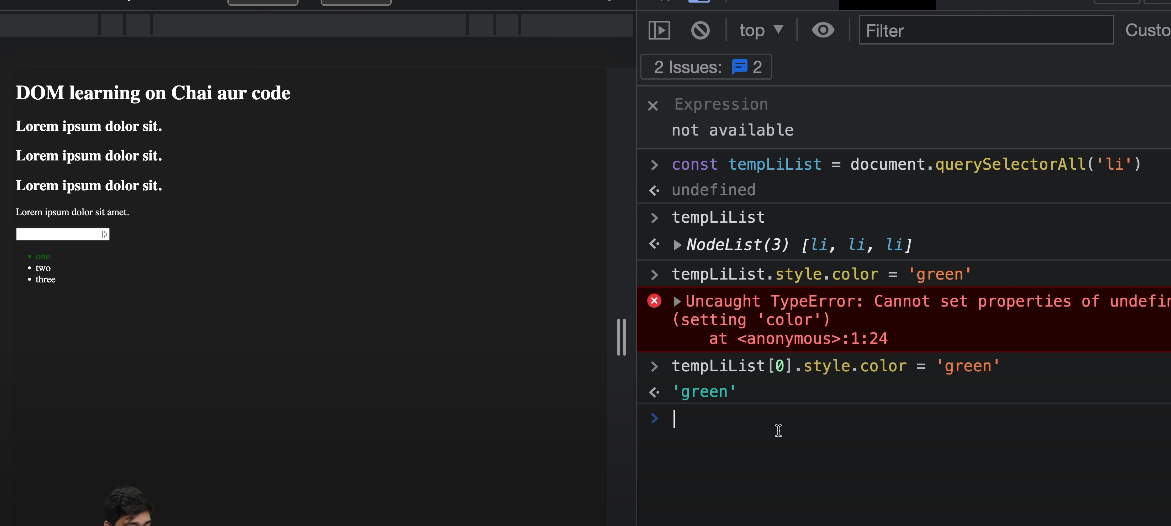 DOM learning on Chai aur code
Lorem ipsum dolor sit.
Lorem ipsum dolor sit.
Lorem ipsum dolor sit.
Lorem ipsum dolor sit amet.
• one
• two
• three
top ▼
Filter
Custo
2 Issues: 2
× Expression
not available
> const tempLiList = document.querySelectorAll('li')
undefined
> tempLiList
▶NodeList(3) [li, li, li]
> tempLiList.style.color = 'green'
▶Uncaught TypeError: Cannot set properties of undefin
(setting 'color')
at <anonymous>:1:24
> tempLiList[0].style.color = 'green'
'green'
>